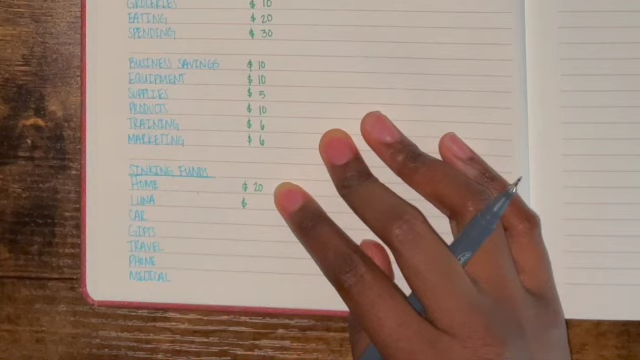 GROCERIES $ 10
EATING $ 20
SPENDING $ 30
BUSINESS SAVINGS $ 10
EQUIPMENT $ 10
SUPPLIES $ 5
PRODUCTS $ 10
TRAINING $ 6
MARKETING $ 6
SINKING FUNDS
HOME $ 20
LUNA $
CAR
GIFTS
TRAVEL
PHONE
MEDICAL